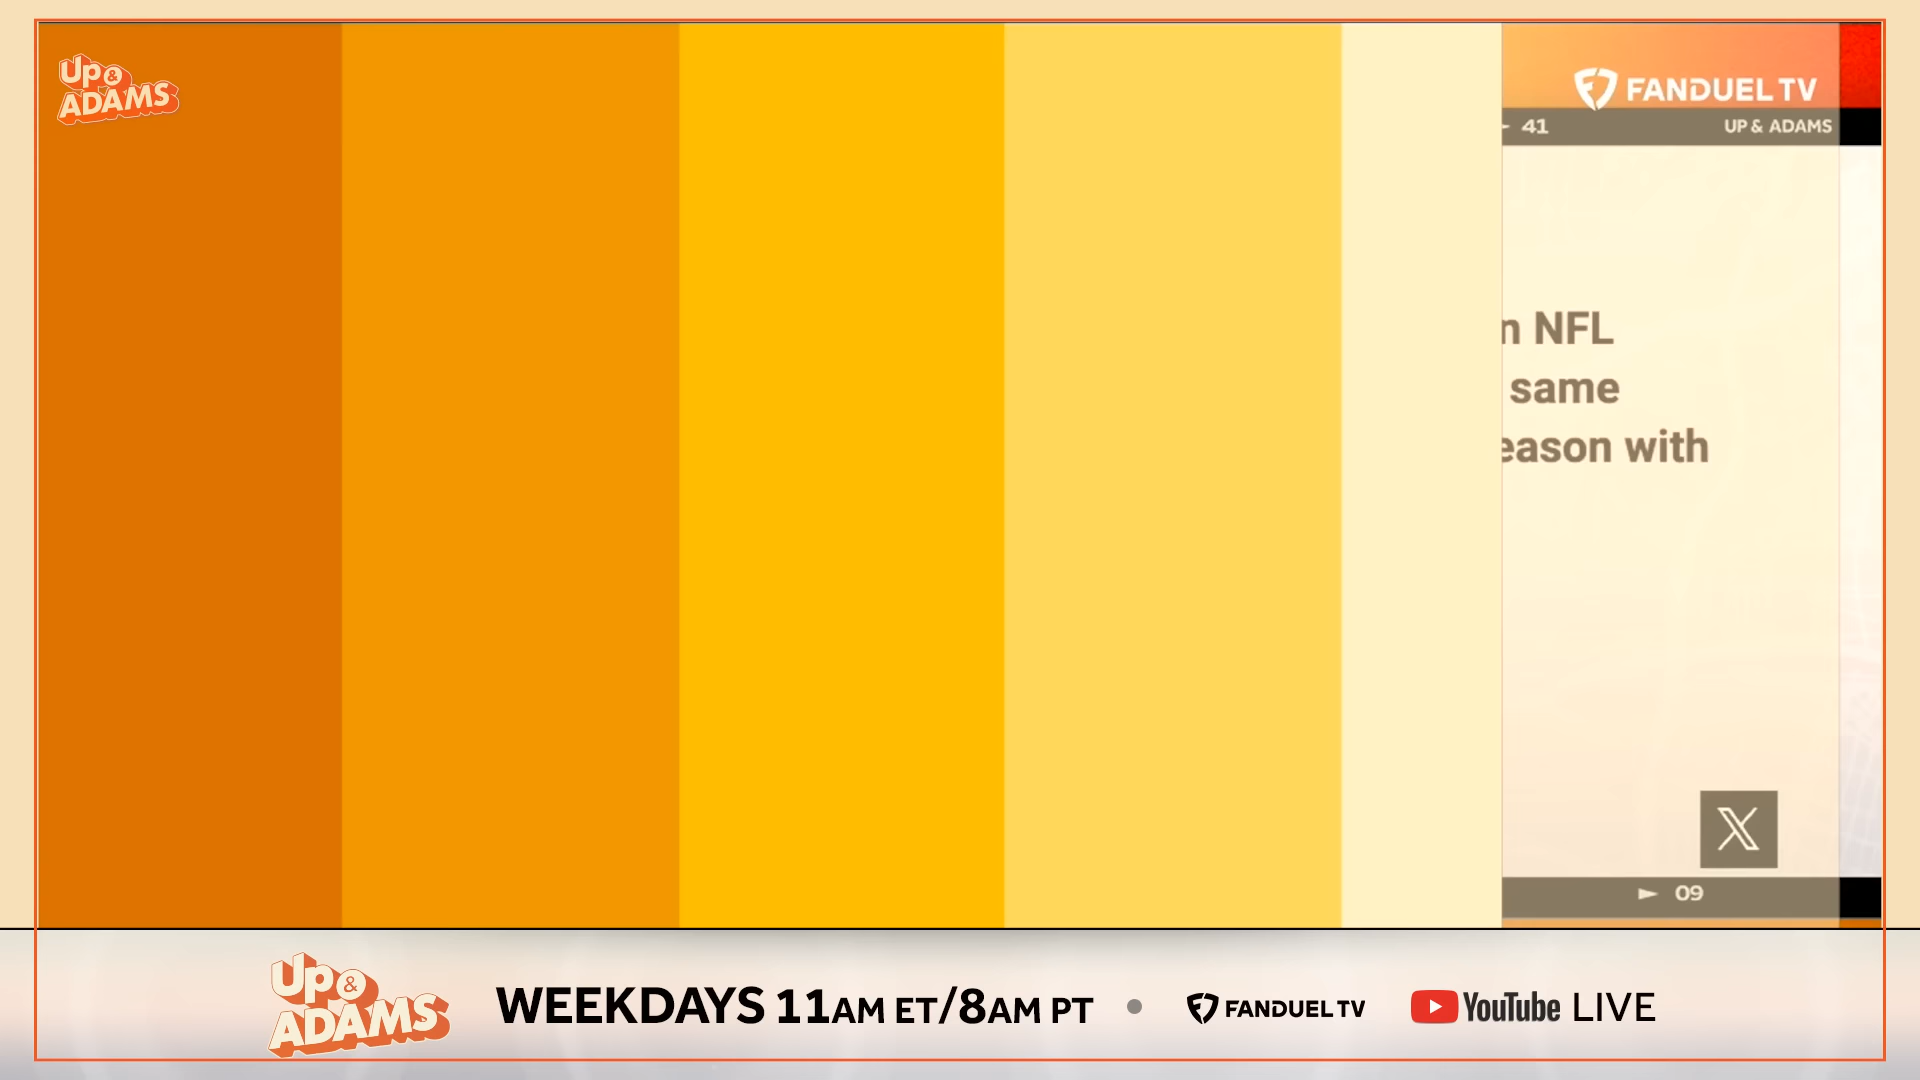 Up &
ADAMS
FANDUEL TV
41
UP & ADAMS
n NFL
same
eason with
X
09
Up &
ADAMS
WEEKDAYS 11AM ET/8AM PT • FANDUEL TV YouTube LIVE